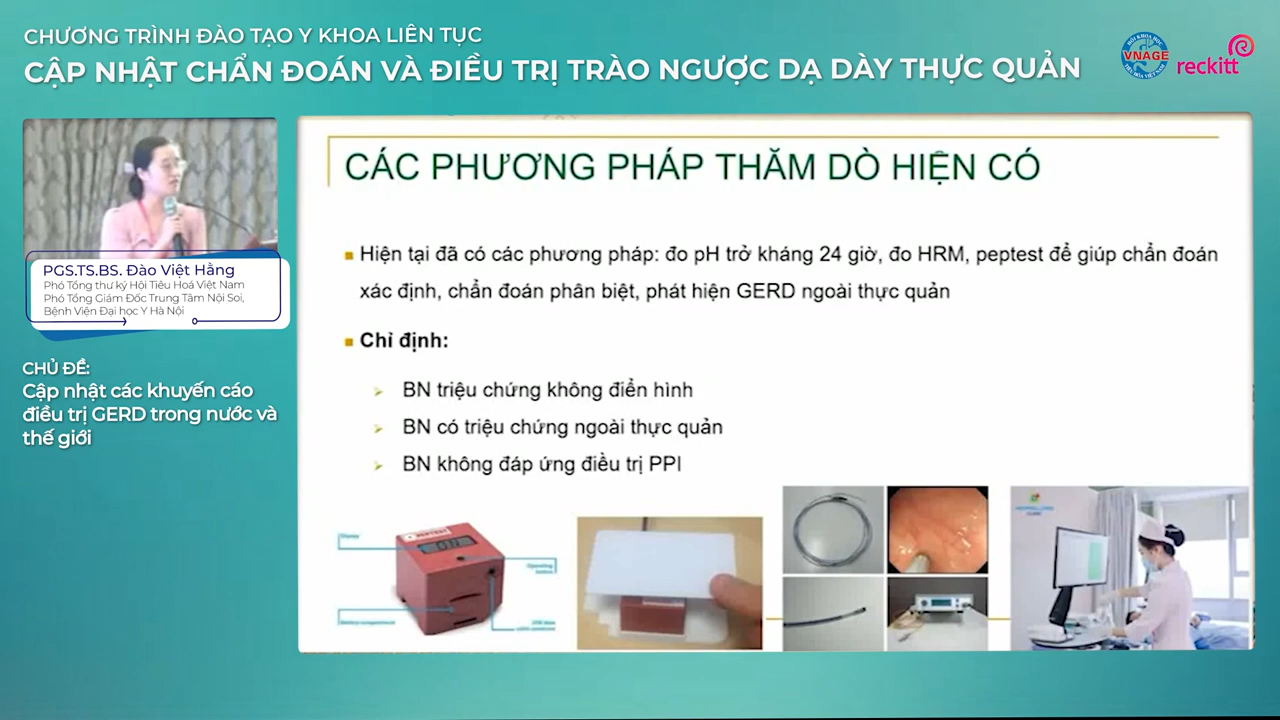 CHƯƠNG TRÌNH ĐÀO TẠO Y KHOA LIÊN TỤC
CẬP NHẬT CHẨN ĐOÁN VÀ ĐIỀU TRỊ TRÀO NGƯỢC DẠ DÀY THỰC QUẢN
VNAGE
reckitt
PGS.TS.BS. Đào Việt Hằng
Phó Tổng thư ký Hội Tiêu Hoá Việt Nam
Phó Tổng Giám Đốc Trung Tâm Nội Soi,
Bệnh Viện Đại học Y Hà Nội
CHỦ ĐỀ:
Cập nhật các khuyến cáo
điều trị GERD trong nước và
thế giới
CÁC PHƯƠNG PHÁP THĂM DÒ HIỆN CÓ
Hiện tại đã có các phương pháp: đo pH trở kháng 24 giờ, đo HRM, peptest để giúp chẩn đoán
xác định, chẩn đoán phân biệt, phát hiện GERD ngoài thực quản
Chỉ định:
BN triệu chứng không điển hình
BN có triệu chứng ngoài thực quản
BN không đáp ứng điều trị PPI